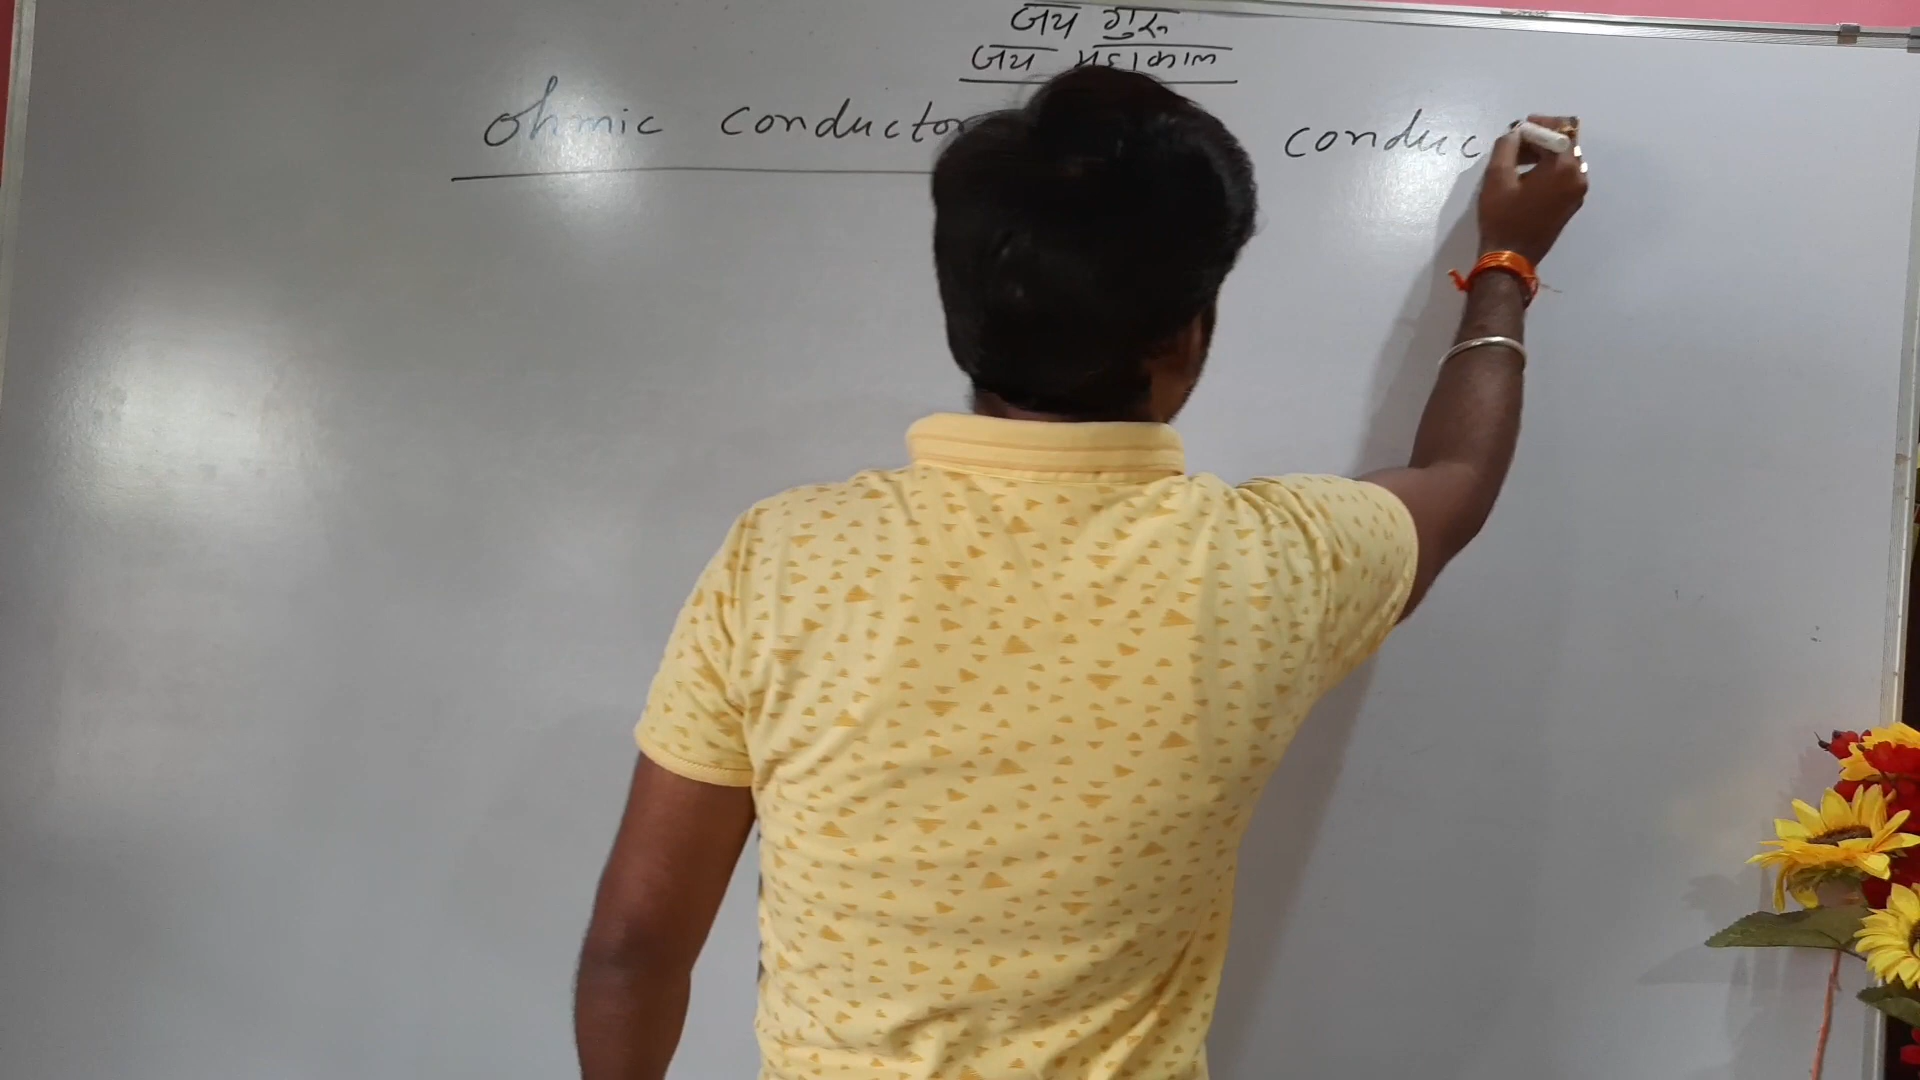 जय गुरु
जय महाकाल
ohmic conductor conduc